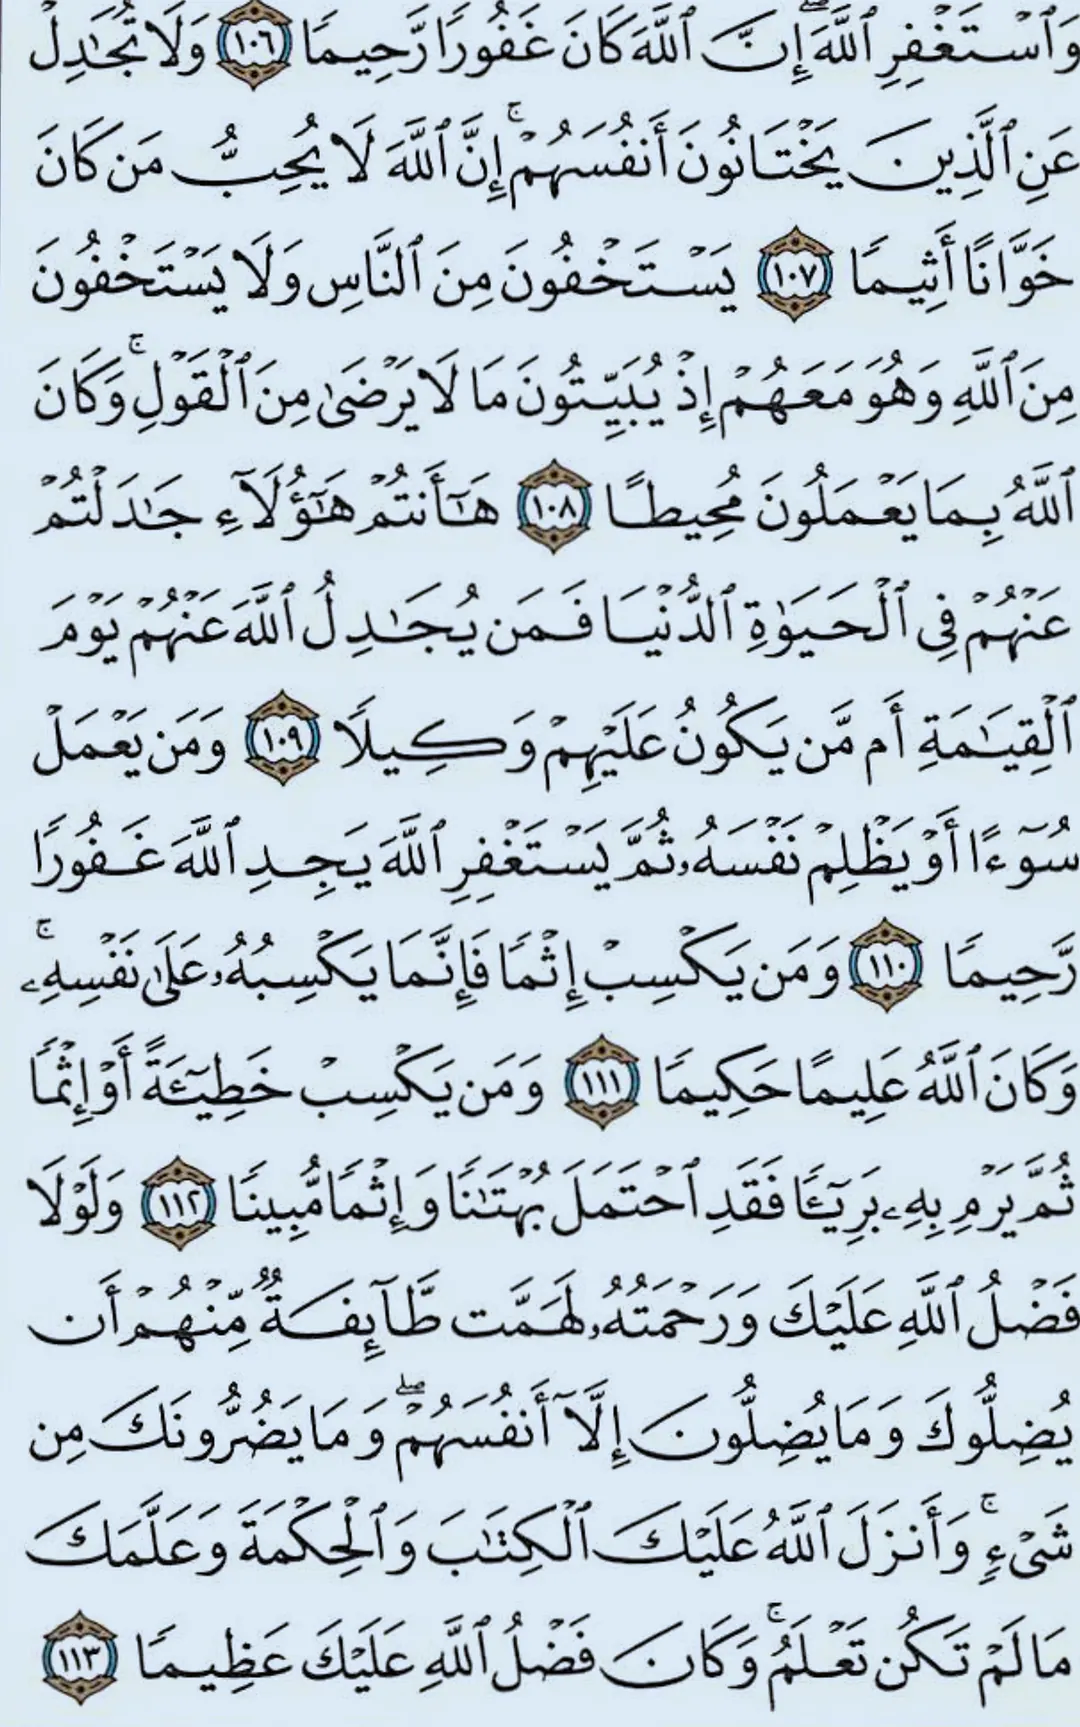 وَٱسۡتَغۡفِرِ ٱللَّهَۖ إِنَّ ٱللَّهَ كَانَ غَفُورٗا رَّحِيمٗا ١٠٦ وَلَا تُجَٰدِلۡ
عَنِ ٱلَّذِينَ يَخۡتَانُونَ أَنفُسَهُمۡۚ إِنَّ ٱللَّهَ لَا يُحِبُّ مَن كَانَ
خَوَّانًا أَثِيمٗا ١٠٧ يَسۡتَخۡفُونَ مِنَ ٱلنَّاسِ وَلَا يَسۡتَخۡفُونَ
مِنَ ٱللَّهِ وَهُوَ مَعَهُمۡ إِذۡ يُبَيِّتُونَ مَا لَا يَرۡضَىٰ مِنَ ٱلۡقَوۡلِۚ وَكَانَ
ٱللَّهُ بِمَا يَعۡمَلُونَ مُحِيطًا ١٠٨ هَٰٓأَنتُمۡ هَٰٓؤُلَآءِ جَٰدَلۡتُمۡ
عَنۡهُمۡ فِي ٱلۡحَيَوٰةِ ٱلدُّنۡيَا فَمَن يُجَٰدِلُ ٱللَّهَ عَنۡهُمۡ يَوۡمَ
ٱلۡقِيَٰمَةِ أَم مَّن يَكُونُ عَلَيۡهِمۡ وَكِيلٗا ١٠٩ وَمَن يَعۡمَلۡ
سُوٓءًا أَوۡ يَظۡلِمۡ نَفۡسَهُۥ ثُمَّ يَسۡتَغۡفِرِ ٱللَّهَ يَجِدِ ٱللَّهَ غَفُورٗا
رَّحِيمٗا ١١٠ وَمَن يَكۡسِبۡ إِثۡمٗا فَإِنَّمَا يَكۡسِبُهُۥ عَلَىٰ نَفۡسِهِۦۚ
وَكَانَ ٱللَّهُ عَلِيمًا حَكِيمٗا ١١١ وَمَن يَكۡسِبۡ خَطِيٓـَٔةً أَوۡ إِثۡمٗا
ثُمَّ يَرۡمِ بِهِۦ بَرِيٓـٔٗا فَقَدِ ٱحۡتَمَلَ بُهۡتَٰنٗا وَإِثۡمٗا مُّبِينٗا ١١٢ وَلَوۡلَا
فَضۡلُ ٱللَّهِ عَلَيۡكَ وَرَحۡمَتُهُۥ لَهَمَّت طَّآئِفَةٞ مِّنۡهُمۡ أَن
يُضِلُّوكَ وَمَا يُضِلُّونَ إِلَّآ أَنفُسَهُمۡۖ وَمَا يَضُرُّونَكَ مِن
شَيۡءٖۚ وَأَنزَلَ ٱللَّهُ عَلَيۡكَ ٱلۡكِتَٰبَ وَٱلۡحِكۡمَةَ وَعَلَّمَكَ
مَا لَمۡ تَكُن تَعۡلَمُۚ وَكَانَ فَضۡلُ ٱللَّهِ عَلَيۡكَ عَظِيمٗا ١١٣